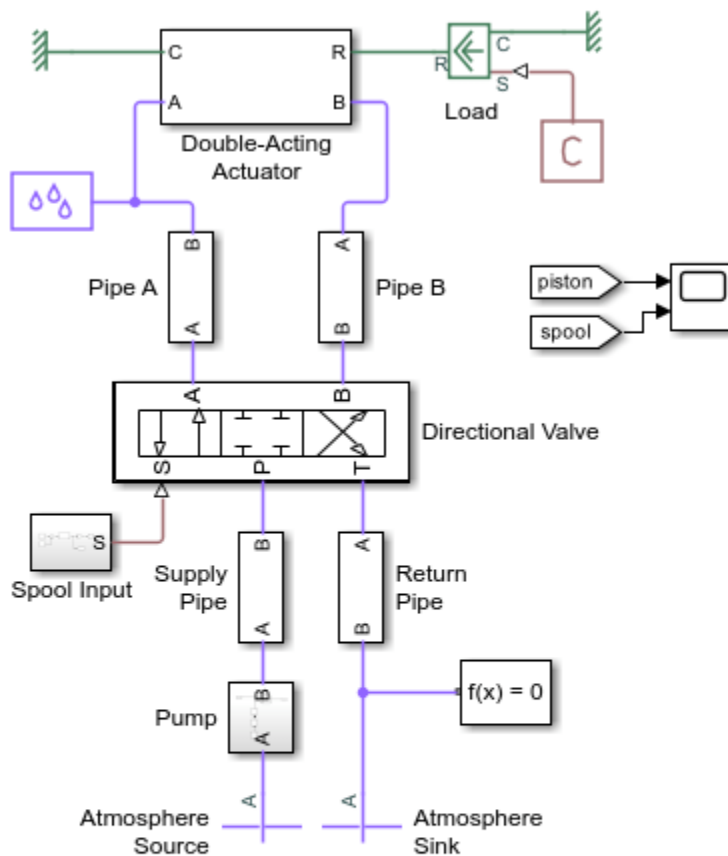 C
R
A
B
Double-Acting
Actuator
R
C
S
Load
C
B
A
Pipe A
A
B
Pipe B
piston
spool
A
B
S
P
T
Directional Valve
S
Spool Input
B
A
Supply
Pipe
A
B
Return
Pipe
B
A
Pump
f(x) = 0
A
Atmosphere
Source
A
Atmosphere
Sink